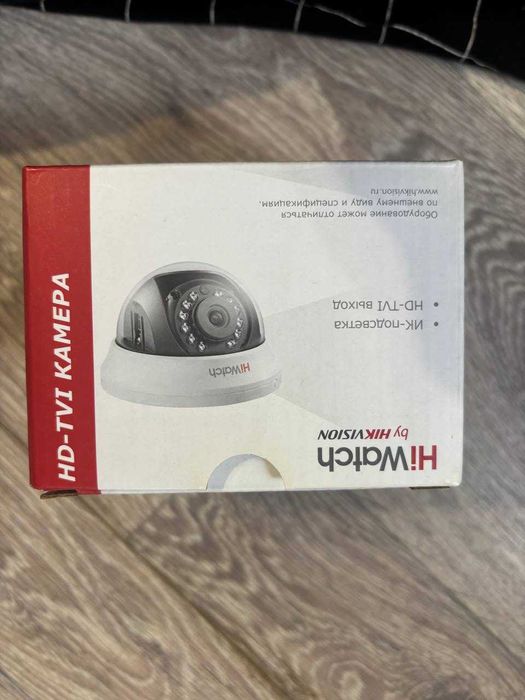 HiWatch
by HIKVISION
• ИК-подсветка
• HD-TVI выход
HiWatch
Оборудование может отличаться
по внешнему виду и спецификациям.
www.hikvision.ru
HD-TVI КАМЕРА